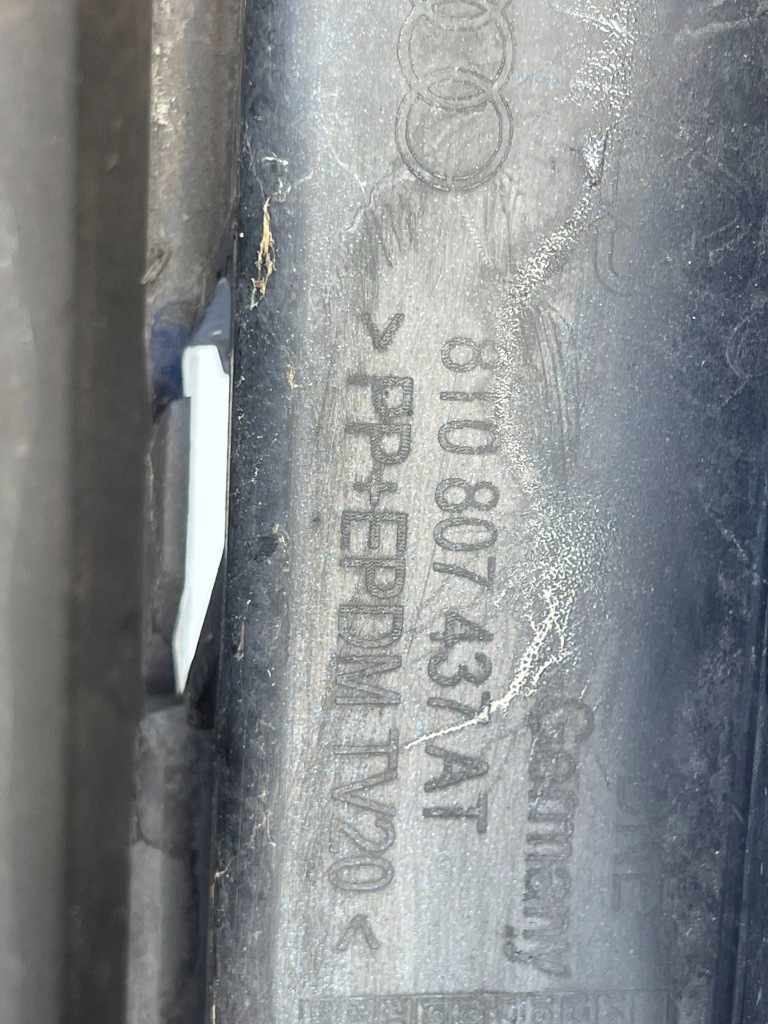 Germany
8T0 807 437 AT
>PP+EPDM TV20<